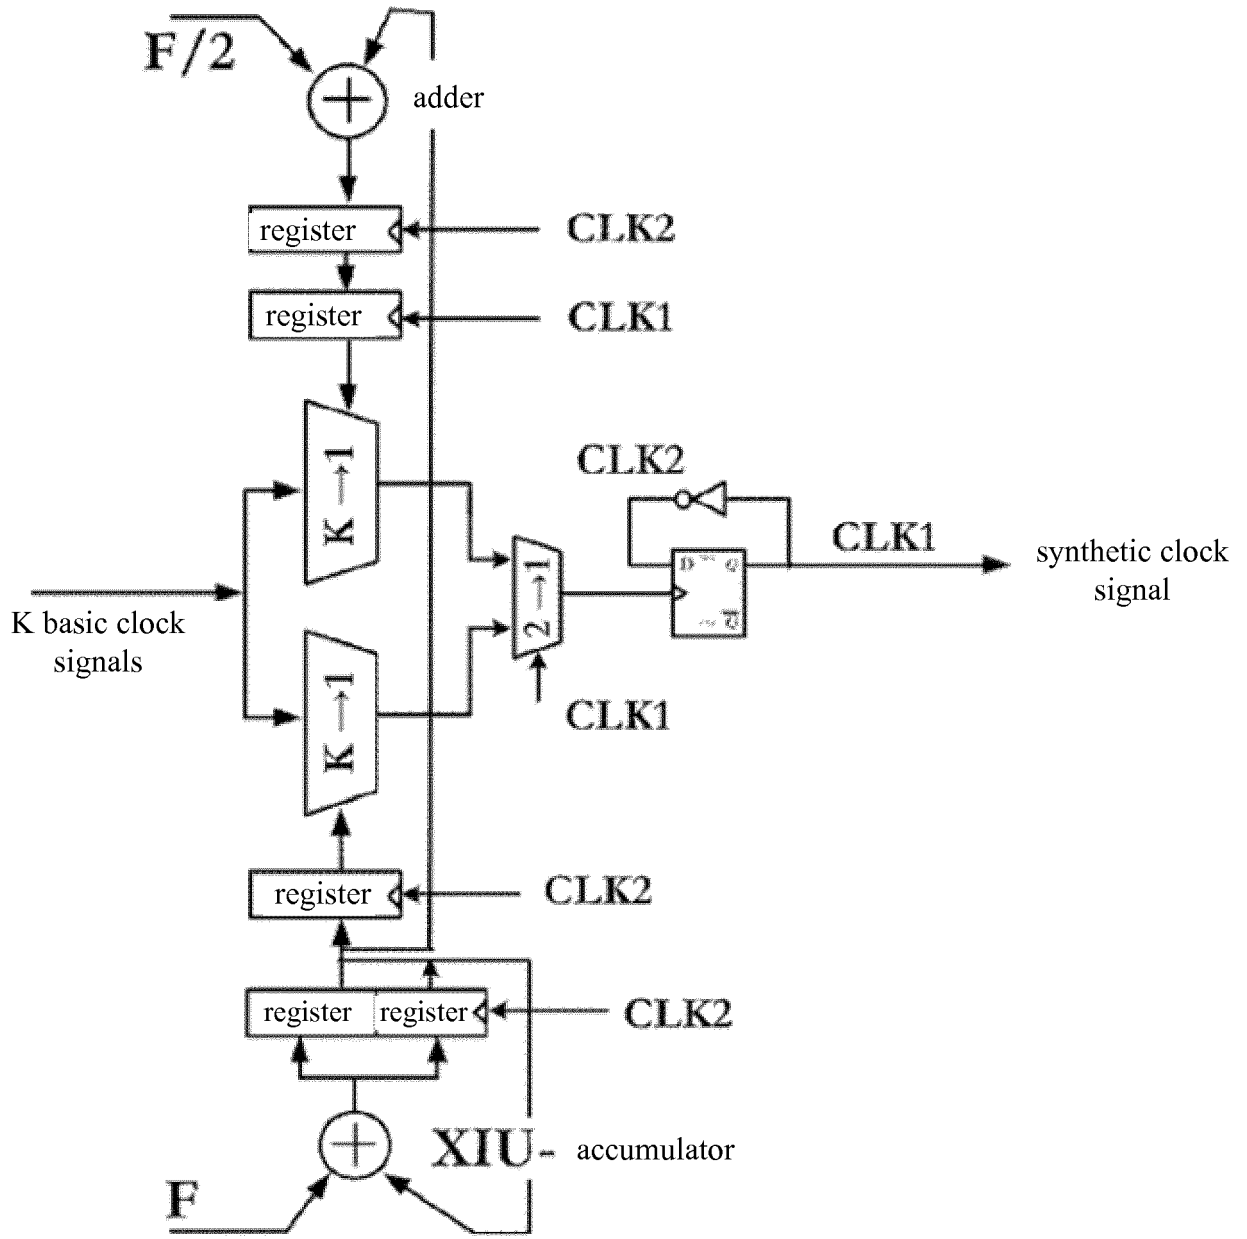 F/2
adder
register
CLK2
register
CLK1
K→1
CLK2
CLK1
D
Q
synthetic clock
signal
2→1
Q
K basic clock
signals
K→1
CLK1
register
CLK2
register
register
CLK2
XIU- accumulator
F